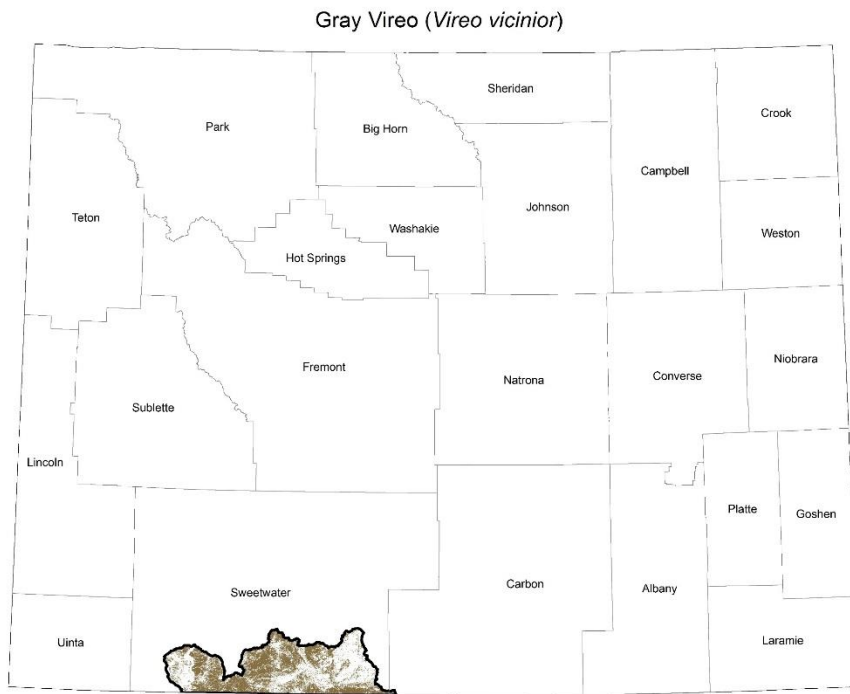 Gray Vireo (Vireo vicinior)
Sheridan
Crook
Park
Big Horn
Campbell
Johnson
Teton
Washakie
Weston
Hot Springs
Fremont
Natrona
Converse
Niobrara
Sublette
Lincoln
Platte
Goshen
Sweetwater
Carbon
Albany
Uinta
Laramie